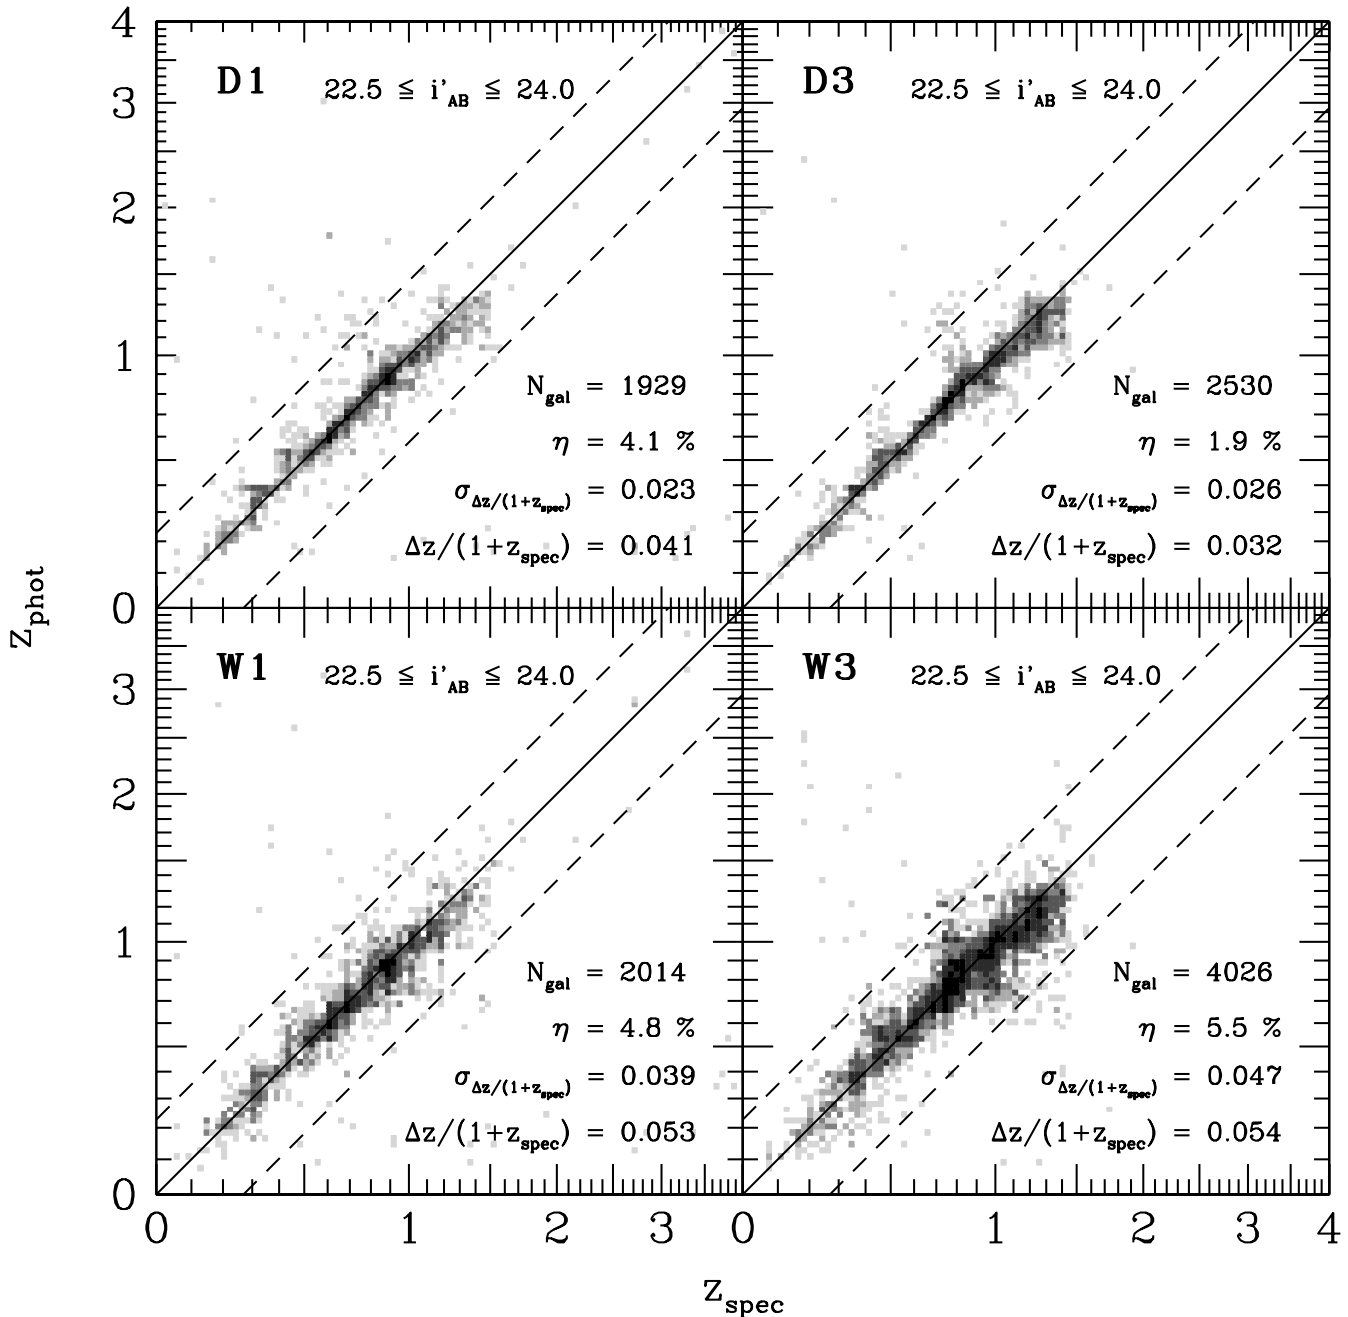 4
D1 22.5 ≦ i'AB ≦ 24.0
D3 22.5 ≦ i'AB ≦ 24.0
3
2
1
Ngal = 1929
η = 4.1 %
σΔz/(1+zspec) = 0.023
Δz/(1+zspec) = 0.041
Ngal = 2530
η = 1.9 %
σΔz/(1+zspec) = 0.026
Δz/(1+zspec) = 0.032
0
zphot
W1 22.5 ≦ i'AB ≦ 24.0
W3 22.5 ≦ i'AB ≦ 24.0
3
2
1
Ngal = 2014
η = 4.8 %
σΔz/(1+zspec) = 0.039
Δz/(1+zspec) = 0.053
Ngal = 4026
η = 5.5 %
σΔz/(1+zspec) = 0.047
Δz/(1+zspec) = 0.054
0
0 1 2 3 0 1 2 3 4
zspec